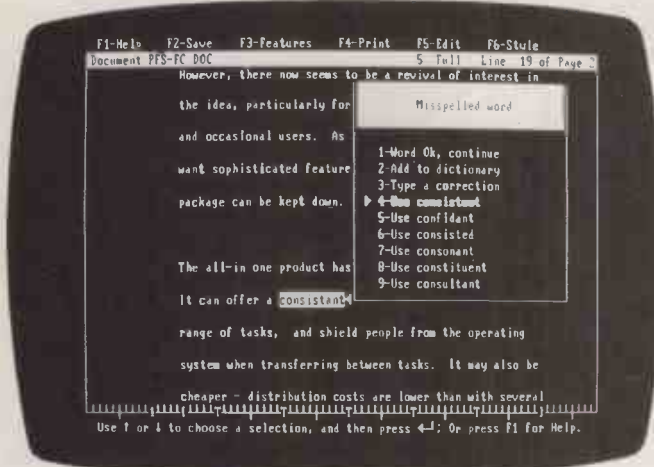 F1-Help F2-Save F3-Features F4-Print F5-Edit F6-Style
Document PFS-FC DOC 5 Full Line 19 of Page 2
However, there now seems to be a revival of interest in
the idea, particularly for
and occasional users. As
want sophisticated feature
package can be kept down.
Misspelled word
1-Word Ok, continue
2-Add to dictionary
3-Type a correction
4-Use consistent
5-Use confidant
6-Use consisted
7-Use consonant
8-Use constituent
9-Use consultant
The all-in one product has
It can offer a consistant
range of tasks, and shield people from the operating
system when transferring between tasks. It may also be
cheaper - distribution costs are lower than with several
Use ↑ or ↓ to choose a selection, and then press ↵; Or press F1 for Help.